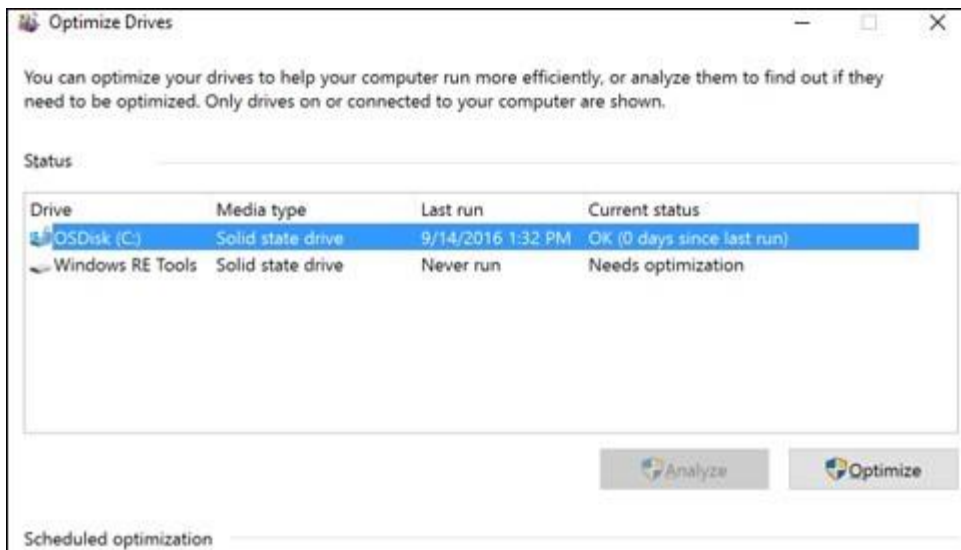 Optimize Drives
You can optimize your drives to help your computer run more efficiently, or analyze them to find out if they
need to be optimized. Only drives on or connected to your computer are shown.
Status
Drive Media type Last run Current status
OSDisk (C:) Solid state drive 9/14/2016 1:32 PM OK (0 days since last run)
Windows RE Tools Solid state drive Never run Needs optimization
Analyze Optimize
Scheduled optimization